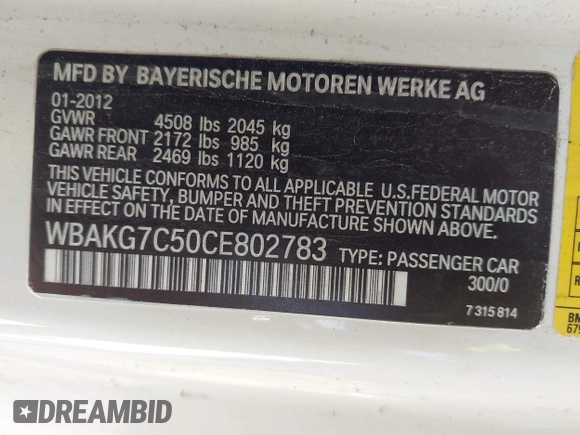 MFD BY BAYERISCHE MOTOREN WERKE AG
01-2012
GVWR 4508 lbs 2045 kg
GAWR FRONT 2172 lbs 985 kg
GAWR REAR 2469 lbs 1120 kg
THIS VEHICLE CONFORMS TO ALL APPLICABLE U.S.FEDERAL MOTOR
VEHICLE SAFETY, BUMPER, AND THEFT PREVENTION STANDARDS
IN EFFECT ON THE DATE OF MANUFACTURE SHOWN ABOVE.
WBAKG7C50CE802783 TYPE: PASSENGER CAR
300/0
7 315 814
R
BM
679
DREAMBID